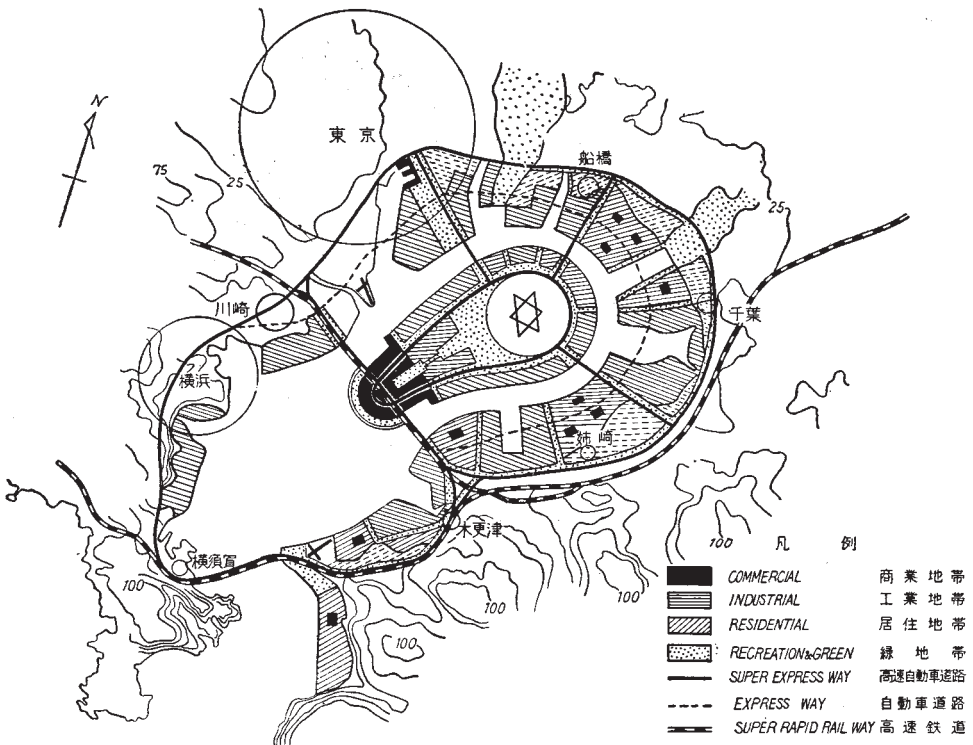 N
東京
75
25
船橋
25
川崎
千葉
横浜
姉崎
木更津
横須賀
100
100
100
100
100
凡例
COMMERCIAL 商業地帯
INDUSTRIAL 工業地帯
RESIDENTIAL 居住地帯
RECREATION&GREEN 緑地帯
SUPER EXPRESS WAY 高速自動車道路
EXPRESS WAY 自動車道路
SUPER RAPID RAIL WAY 高速鉄道